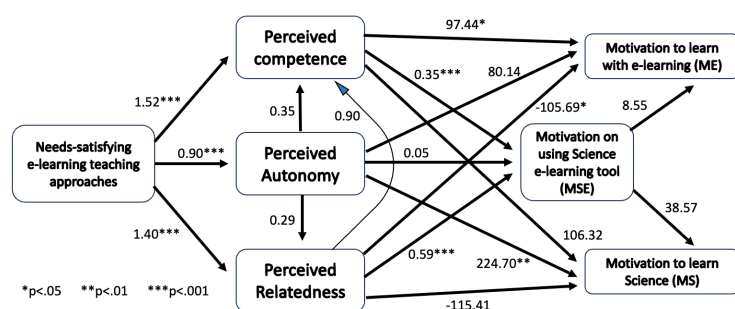 Perceived
competence
97.44*
Motivation to learn
with e-learning (ME)
80.14
0.35***
1.52***
0.35
0.90
-105.69*
8.55
Needs-satisfying
e-learning teaching
approaches
0.90***
Perceived
Autonomy
0.05
Motivation on
using Science
e-learning tool
(MSE)
0.29
38.57
1.40***
106.32
0.59***
224.70**
Perceived
Relatedness
Motivation to learn
Science (MS)
*p<.05 **p<.01 ***p<.001
-115.41